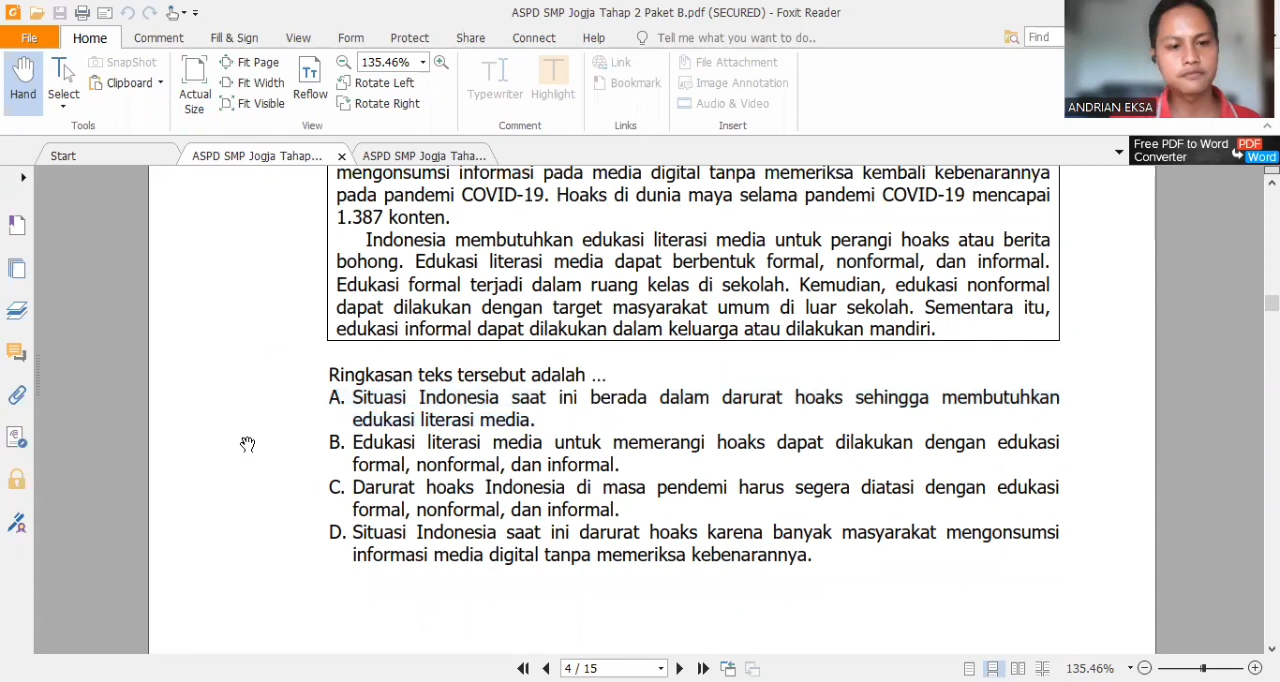 ASPD SMP Jogja Tahap 2 Paket B.pdf (SECURED) - Foxit Reader
File Home Comment Fill & Sign View Form Protect Share Connect Help Tell me what you want to do.. Find
Hand
Select
SnapShot
Clipboard
Tools
Actual Size
Fit Page
Fit Width
Fit Visible
Reflow
135.46%
Rotate Left
Rotate Right
View
Typewriter
Highlight
Comment
Link
Bookmark
Links
File Attachment
Image Annotation
Audio & Video
Insert
ANDRIAN EKSA
Start
ASPD SMP Jogja Tahap...
ASPD SMP Jogja Taha...
Free PDF to Word
Converter
PDF
Word
mengonsumsi informasi pada media digital tanpa memeriksa kembali kebenarannya
pada pandemi COVID-19. Hoaks di dunia maya selama pandemi COVID-19 mencapai
1.387 konten.
Indonesia membutuhkan edukasi literasi media untuk perangi hoaks atau berita
bohong. Edukasi literasi media dapat berbentuk formal, nonformal, dan informal.
Edukasi formal terjadi dalam ruang kelas di sekolah. Kemudian, edukasi nonformal
dapat dilakukan dengan target masyarakat umum di luar sekolah. Sementara itu,
edukasi informal dapat dilakukan dalam keluarga atau dilakukan mandiri.
Ringkasan teks tersebut adalah ...
A. Situasi Indonesia saat ini berada dalam darurat hoaks sehingga membutuhkan
edukasi literasi media.
B. Edukasi literasi media untuk memerangi hoaks dapat dilakukan dengan edukasi
formal, nonformal, dan informal.
C. Darurat hoaks Indonesia di masa pendemi harus segera diatasi dengan edukasi
formal, nonformal, dan informal.
D. Situasi Indonesia saat ini darurat hoaks karena banyak masyarakat mengonsumsi
informasi media digital tanpa memeriksa kebenarannya.
4 / 15
135.46%